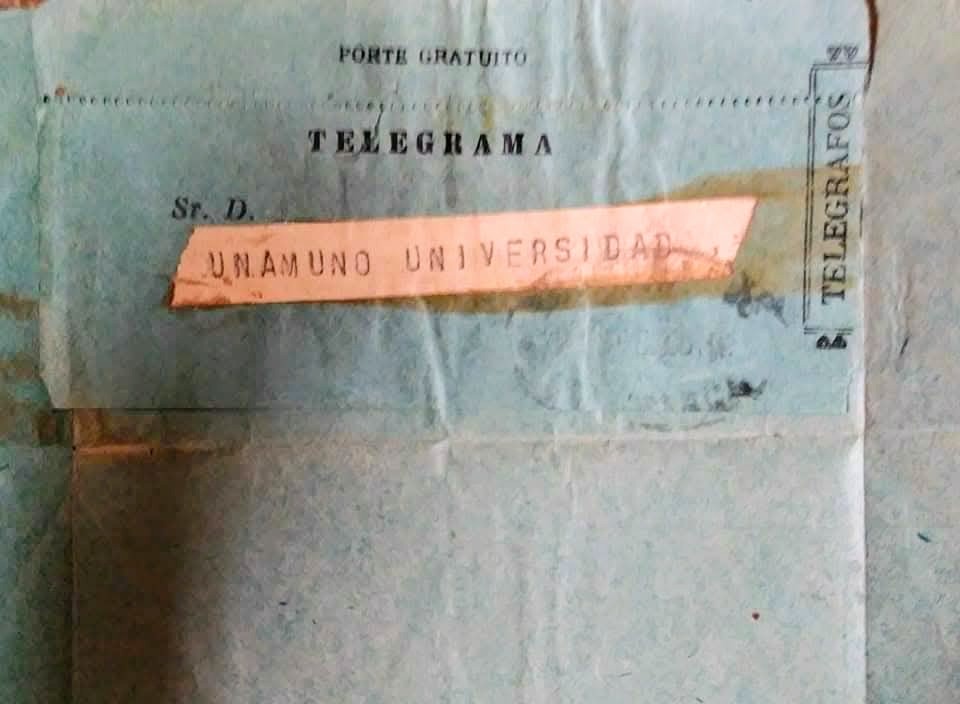 PORTE GRATUITO
TELEGRAMA
Sr. D.
UNAMUNO UNIVERSIDAD
TELEGRAFOS